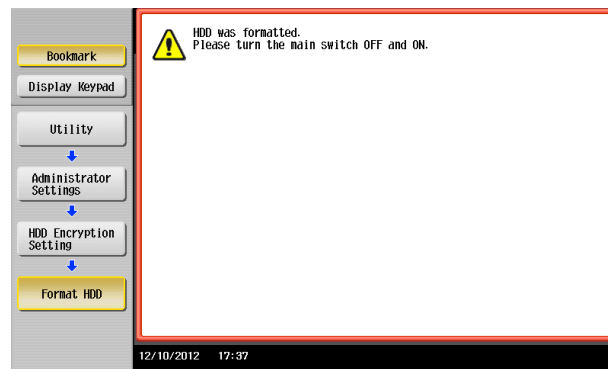 HDD was formatted.
Please turn the main switch OFF and ON.
Bookmark
Display Keypad
Utility
Administrator
Settings
HDD Encryption
Setting
Format HDD
12/10/2012 17:37